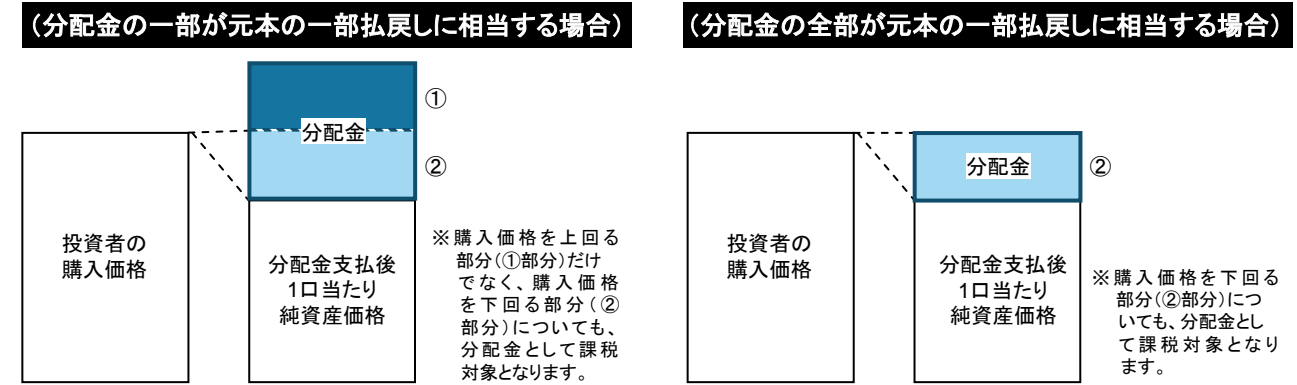 (分配金の一部が元本の一部払戻しに相当する場合)
①
分配金
②
投資者の
購入価格
分配金支払後
1口当たり
純資産価格
※購入価格を上回る
部分(①部分)だけ
でなく、購入価格
を下回る部分(②
部分)についても、
分配金として課税
対象となります。
(分配金の全部が元本の一部払戻しに相当する場合)
分配金
②
投資者の
購入価格
分配金支払後
1口当たり
純資産価格
※購入価格を下回る
部分(②部分)につ
いても、分配金とし
て課税対象となり
ます。